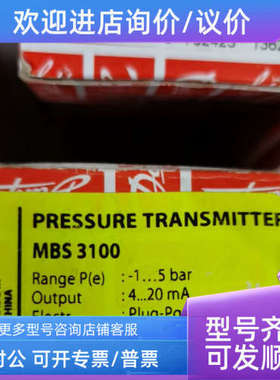 欢迎进店询价/议价
PRESSURE TRANSMITTER
MBS 3100
Range P(e) : -1...5 bar
Output : 4...20 mA
更多型号咨询店铺客服
对公 可开专票/普票
型号齐
可发顺